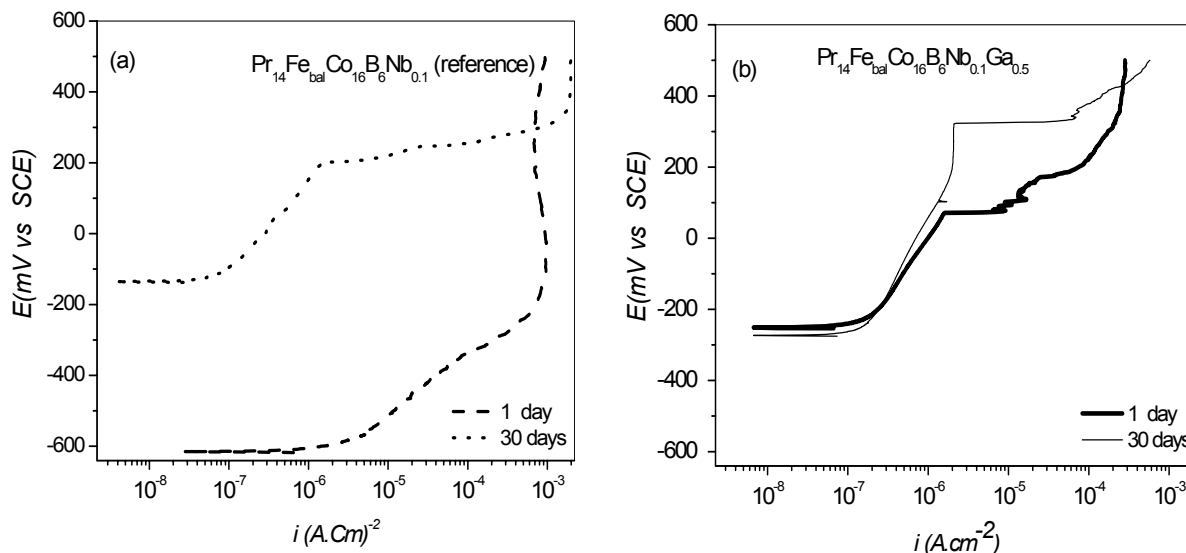 (a)
Pr14FebalCo16B6Nb0.1 (reference)
E(mV vs SCE)
600
400
200
0
-200
-400
-600
1 day
30 days
10^-8 10^-7 10^-6 10^-5 10^-4 10^-3
i (A.Cm)^-2
(b)
Pr14FebalCo16B6Nb0.1Ga0.5
E(mV vs SCE)
600
400
200
0
-200
-400
-600
1 day
30 days
10^-8 10^-7 10^-6 10^-5 10^-4 10^-3
i (A.cm^-2)